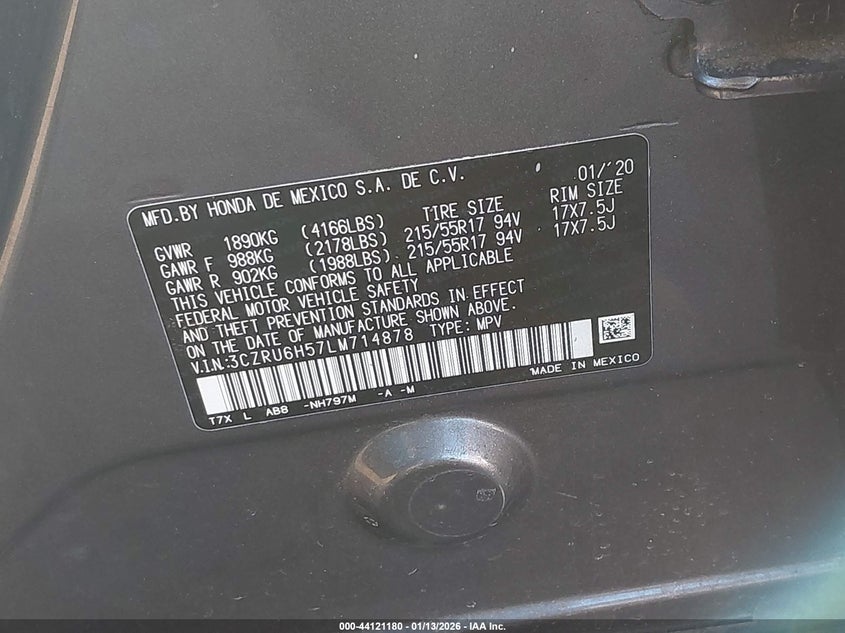 MFD.BY HONDA DE MEXICO S.A. DE C.V. 01/'20
TIRE SIZE RIM SIZE
GVWR 1890KG (4166LBS)
GAWR F 988KG (2178LBS) 215/55R17 94V 17X7.5J
GAWR R 902KG (1988LBS) 215/55R17 94V 17X7.5J
THIS VEHICLE CONFORMS TO ALL APPLICABLE
FEDERAL MOTOR VEHICLE SAFETY
AND THEFT PREVENTION STANDARDS IN EFFECT
ON THE DATE OF MANUFACTURE SHOWN ABOVE.
V.I.N.:3CZRU6H57LM714878 TYPE: MPV
T7X L AB8 -NH797M -A -M MADE IN MEXICO
000-44121180 - 01/13/2026 - IAA Inc.